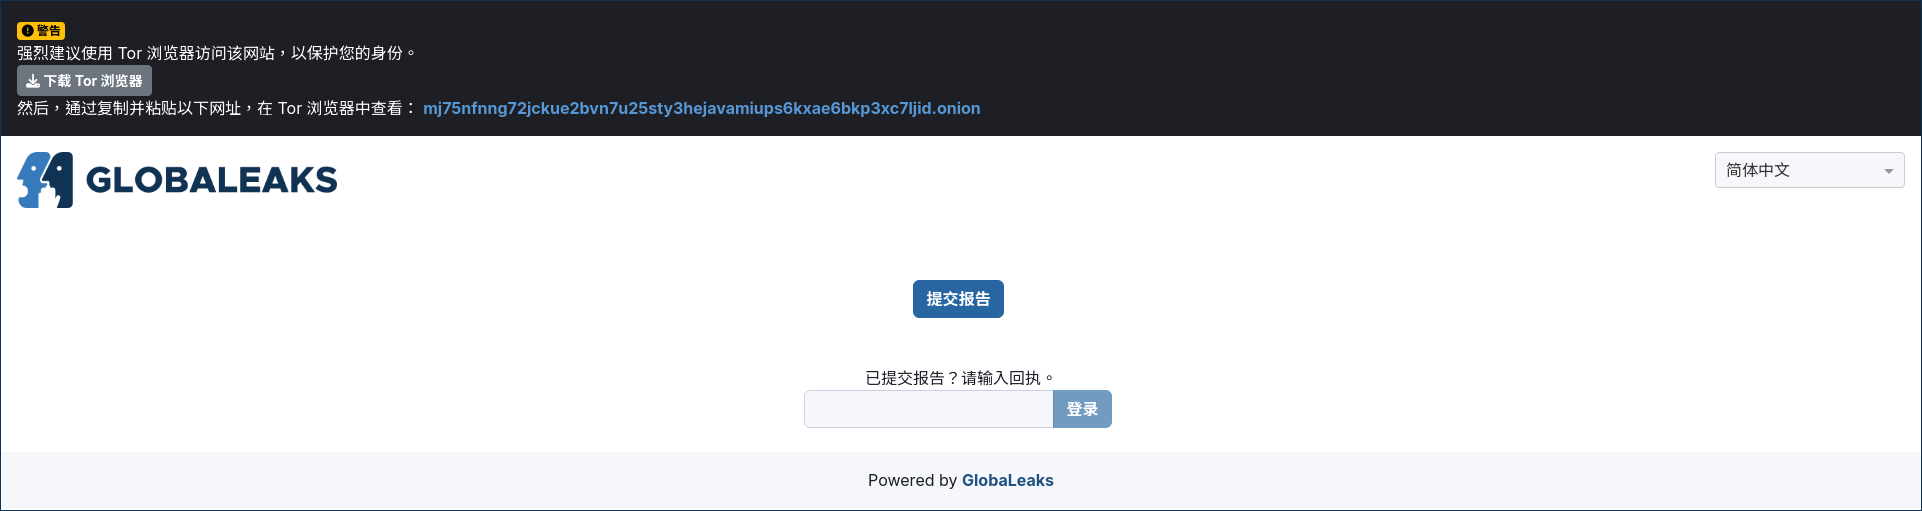 警告
强烈建议使用 Tor 浏览器访问该网站，以保护您的身份。
下载 Tor 浏览器
然后，通过复制并粘贴以下网址，在 Tor 浏览器中查看： mj75nfnng72jckue2bvn7u25sty3hejavamiups6kxae6bkp3xc7ljid.onion
GLOBALEAKS
简体中文
提交报告
已提交报告？请输入回执。
登录
Powered by GlobaLeaks